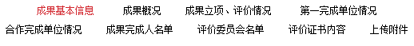 成果基本信息 成果概况 成果立项、评价情况 第一完成单位情况
合作完成单位情况 成果完成人名单 评价委员会名单 评价证书内容 上传附件